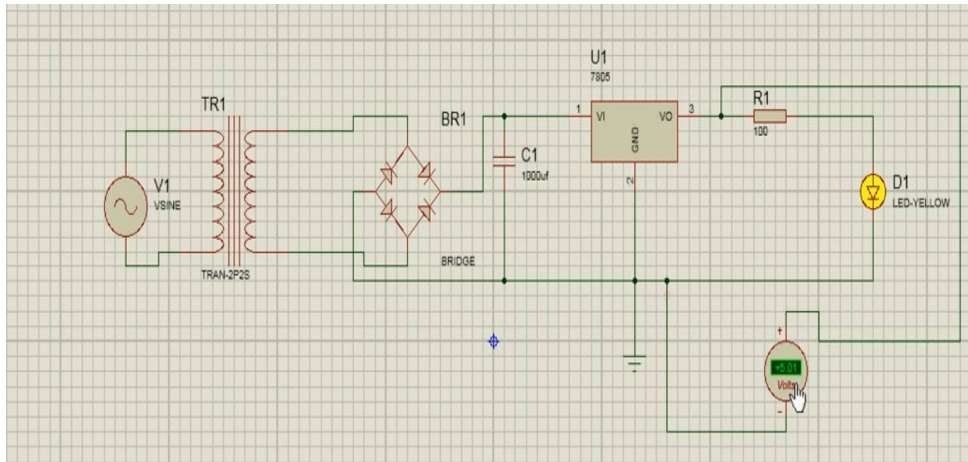 TR1
TRAN-2P2S
V1
VSINE
BR1
BRIDGE
C1
1000uf
U1
7805
1
VI
VO
3
GND
2
R1
100
D1
LED-YELLOW
+
+5.01
Volts
−